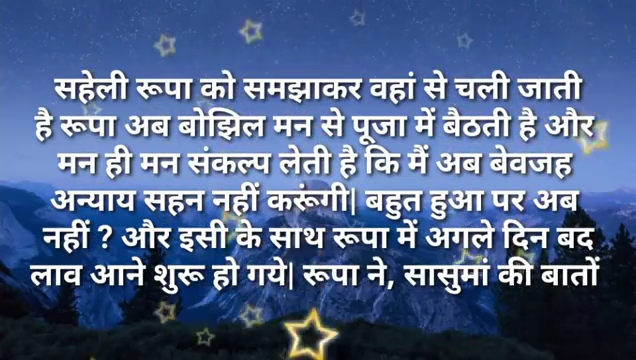 सहेली रूपा को समझाकर वहां से चली जाती
है रूपा अब बोझिल मन से पूजा में बैठती है और
मन ही मन संकल्प लेती है कि मैं अब बेवजह
अन्याय सहन नहीं करूंगी| बहुत हुआ पर अब
नहीं ? और इसी के साथ रूपा में अगले दिन बद
लाव आने शुरू हो गये| रूपा ने, सासुमां की बातों